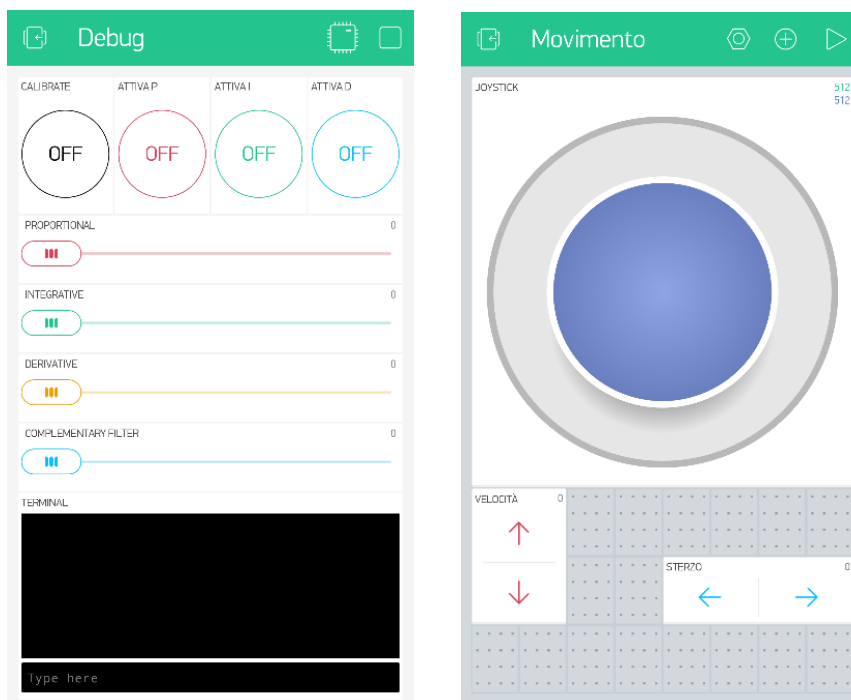 Debug
CALIBRATE ATTIVA P ATTIVA I ATTIVA D
OFF OFF OFF OFF
PROPORTIONAL 0
INTEGRATIVE 0
DERIVATIVE 0
COMPLEMENTARY FILTER 0
TERMINAL
Type here
Movimento
JOYSTICK 512
512
VELOCITÀ 0
STERZO 0